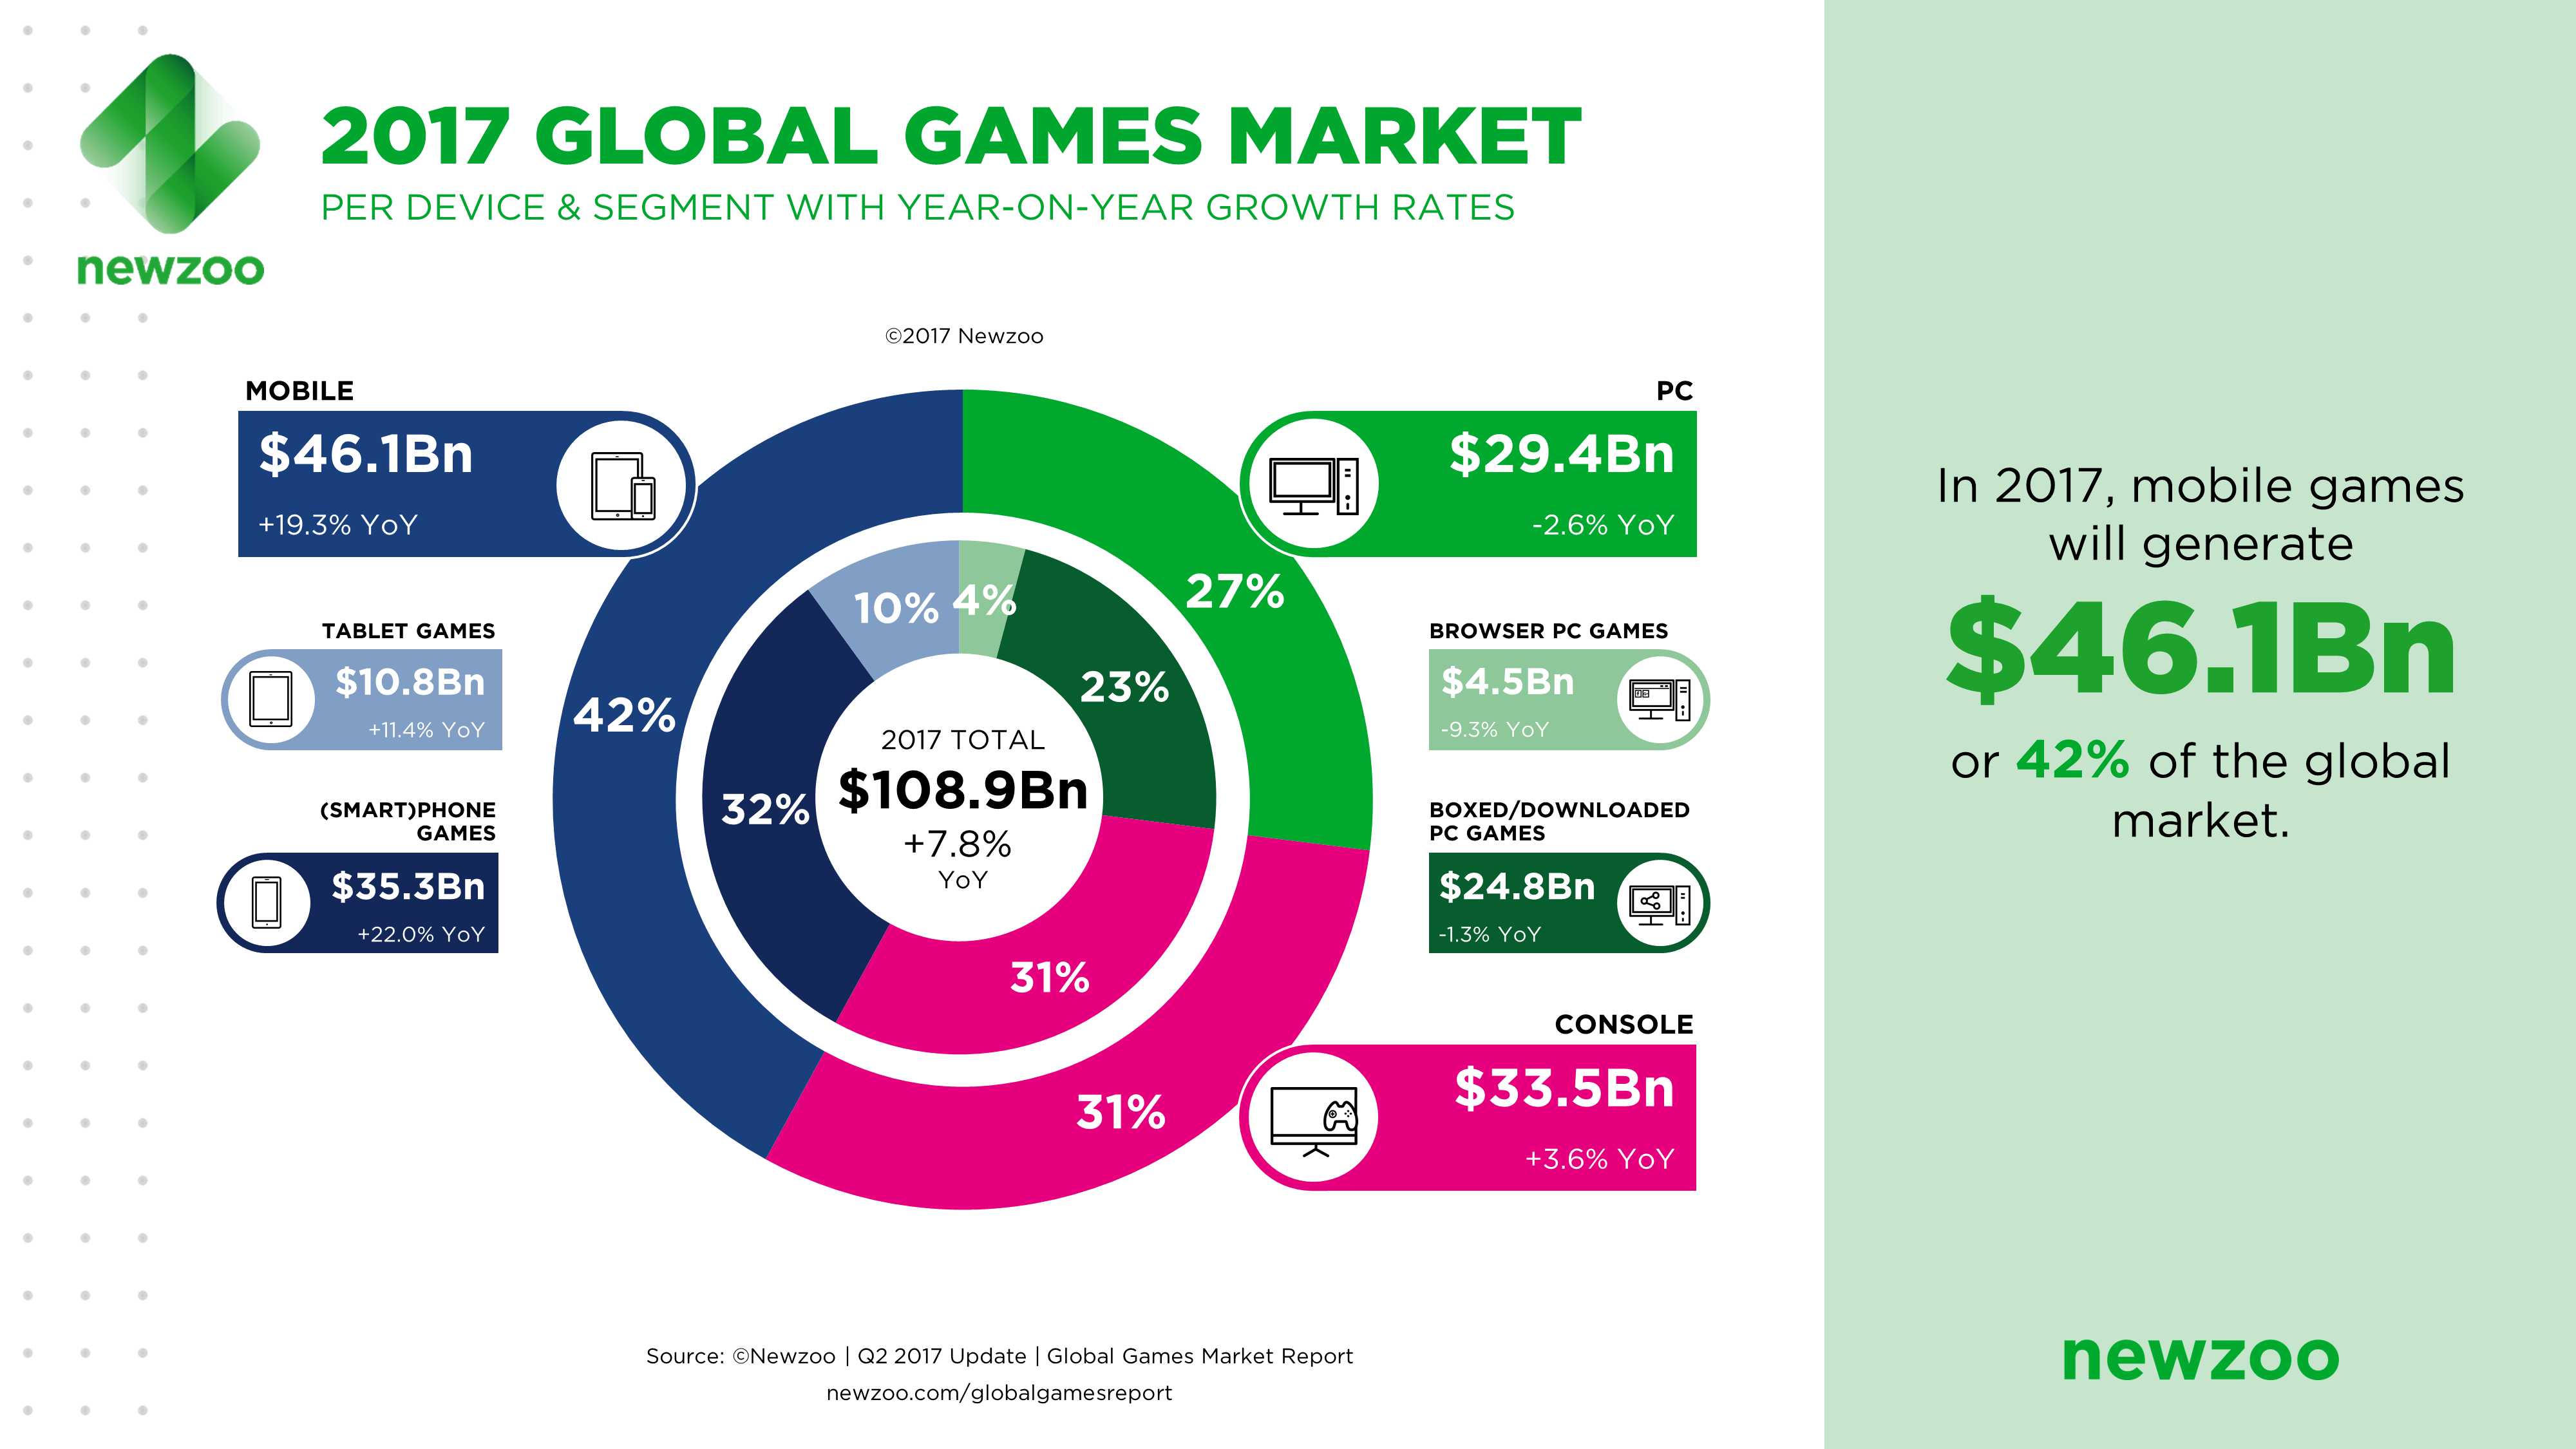 newzoo
2017 GLOBAL GAMES MARKET
PER DEVICE & SEGMENT WITH YEAR-ON-YEAR GROWTH RATES
©2017 Newzoo
MOBILE
$46.1Bn
+19.3% YoY
TABLET GAMES
$10.8Bn
+11.4% YoY
(SMART)PHONE
GAMES
$35.3Bn
+22.0% YoY
42%
32%
10%
4%
27%
23%
31%
31%
2017 TOTAL
$108.9Bn
+7.8%
YoY
PC
$29.4Bn
-2.6% YoY
BROWSER PC GAMES
$4.5Bn
-9.3% YoY
BOXED/DOWNLOADED
PC GAMES
$24.8Bn
-1.3% YoY
CONSOLE
$33.5Bn
+3.6% YoY
Source: ©Newzoo | Q2 2017 Update | Global Games Market Report
newzoo.com/globalgamesreport
In 2017, mobile games
will generate
$46.1Bn
or 42% of the global
market.
newzoo